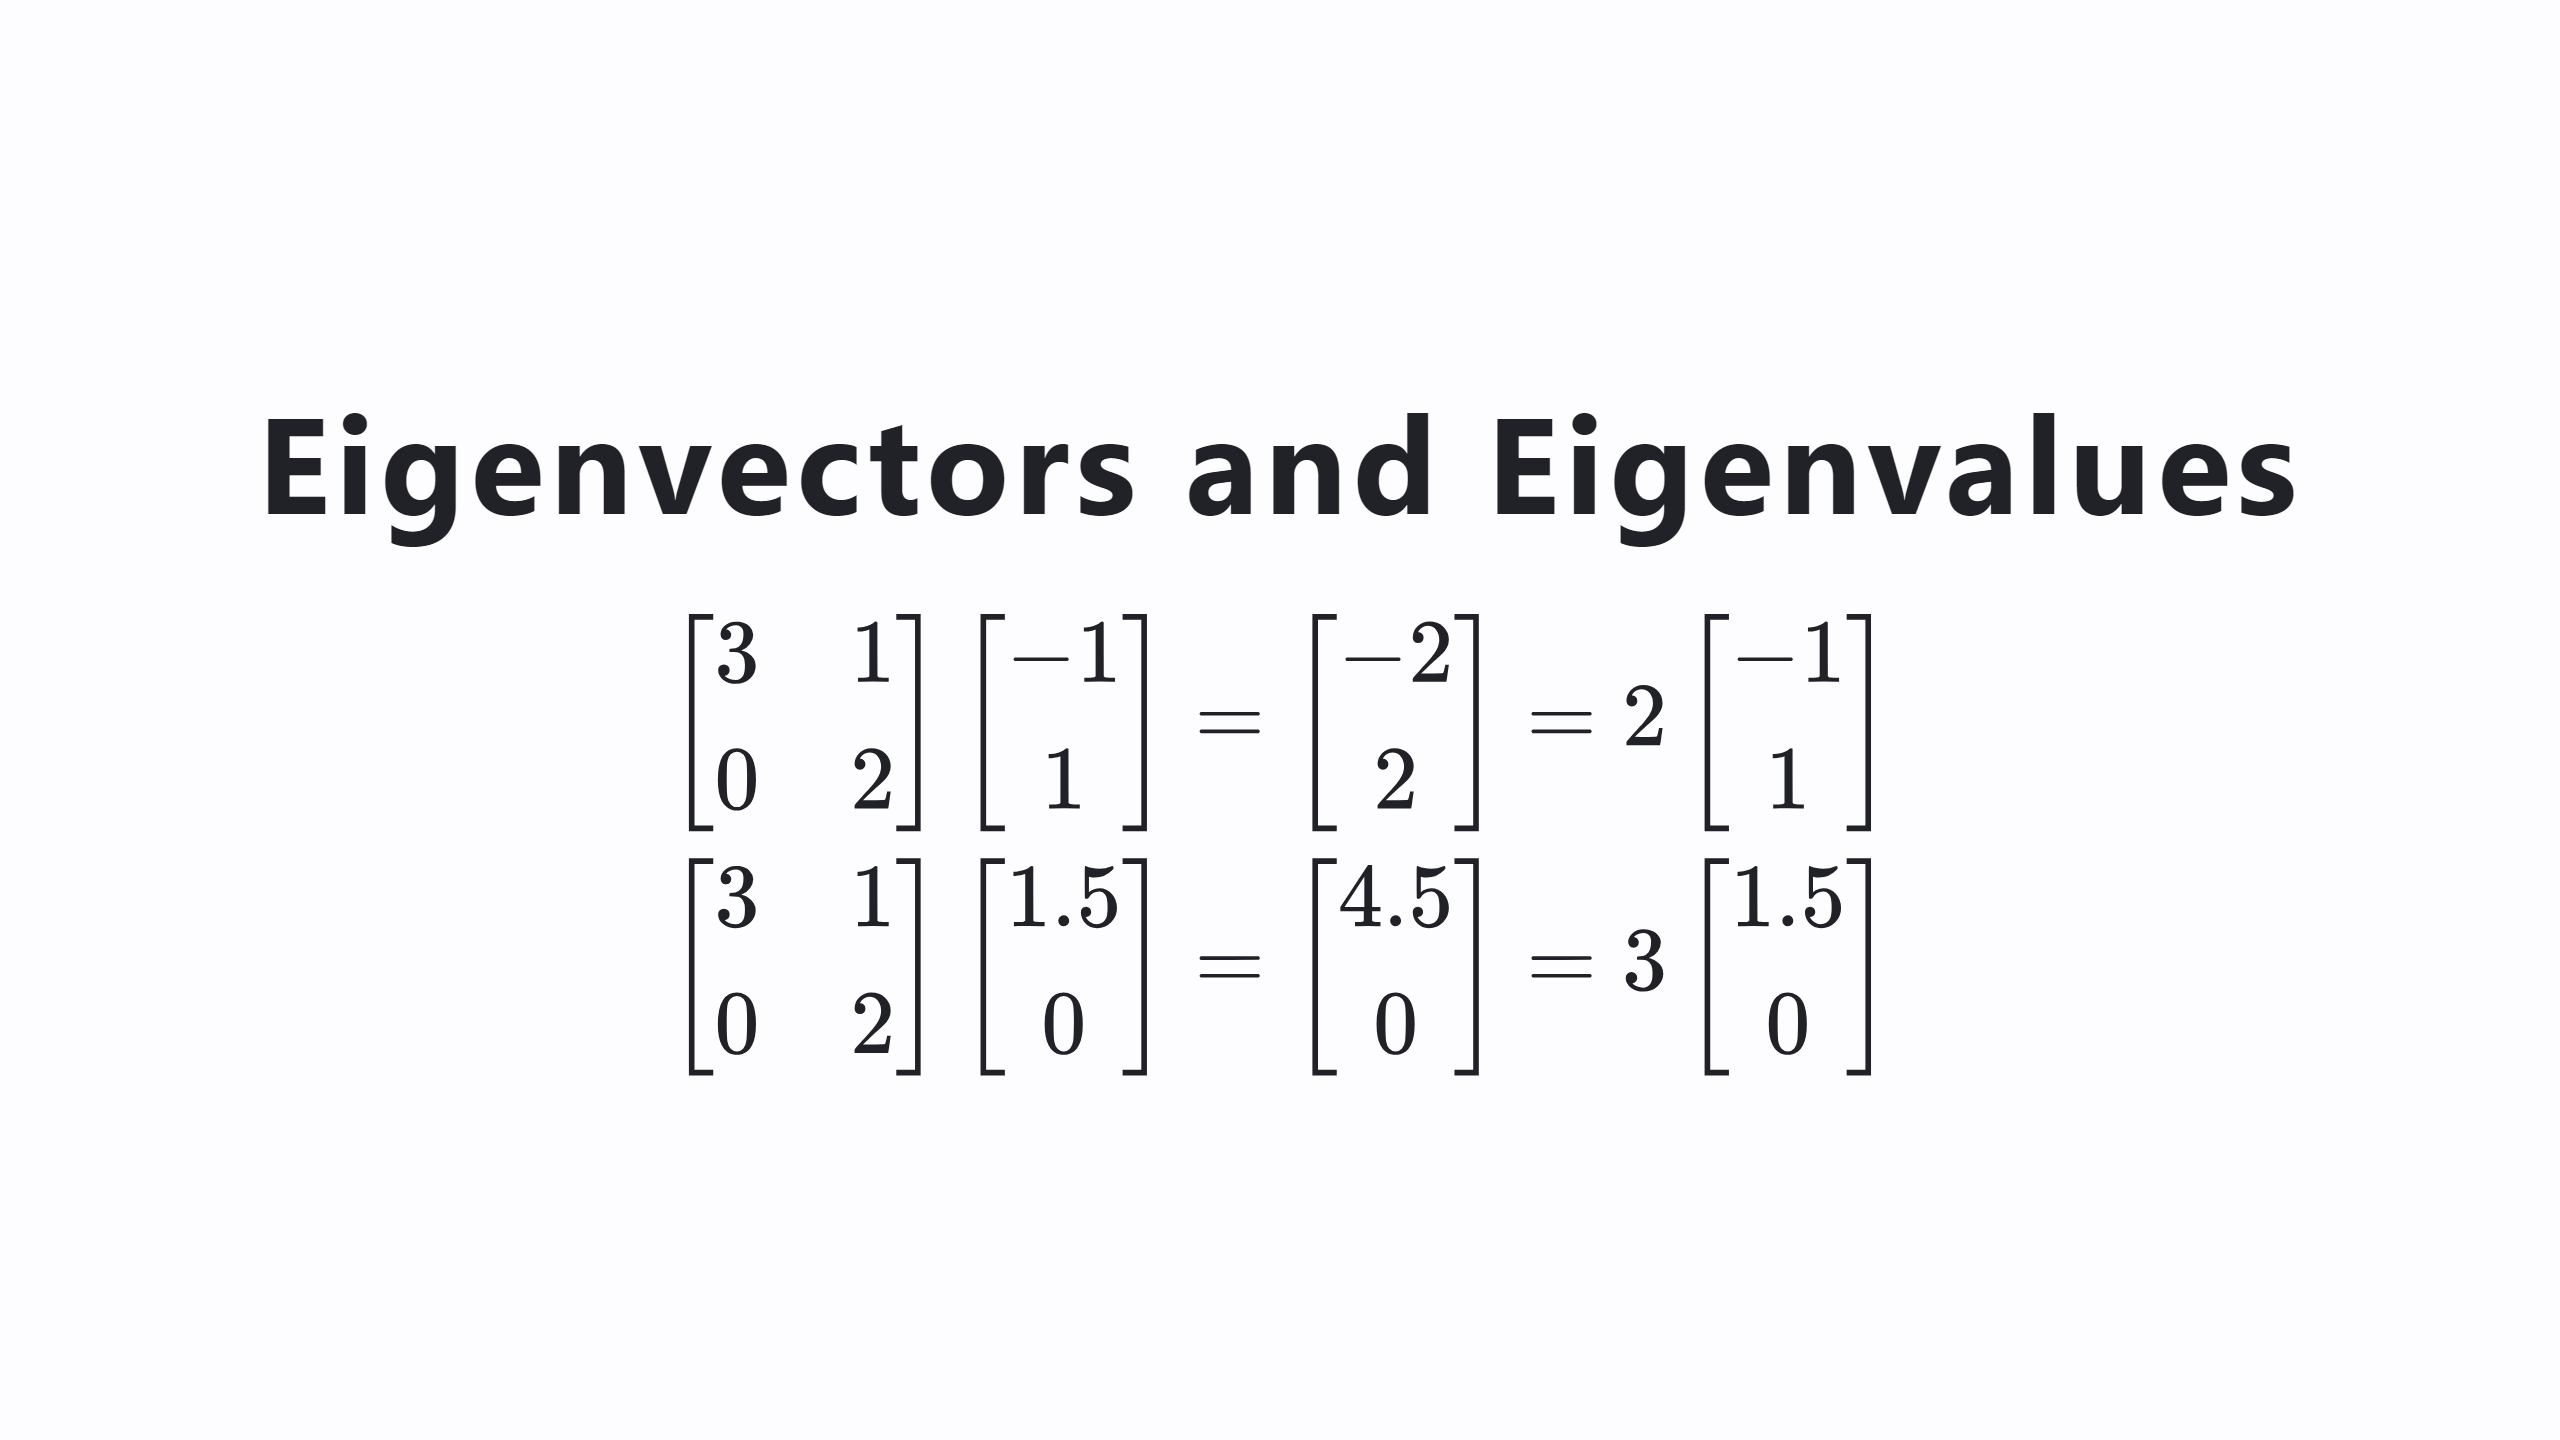 Eigenvectors and Eigenvalues
[3 1; 0 2] [−1; 1] = [−2; 2] = 2 [−1; 1]
[3 1; 0 2] [1.5; 0] = [4.5; 0] = 3 [1.5; 0]